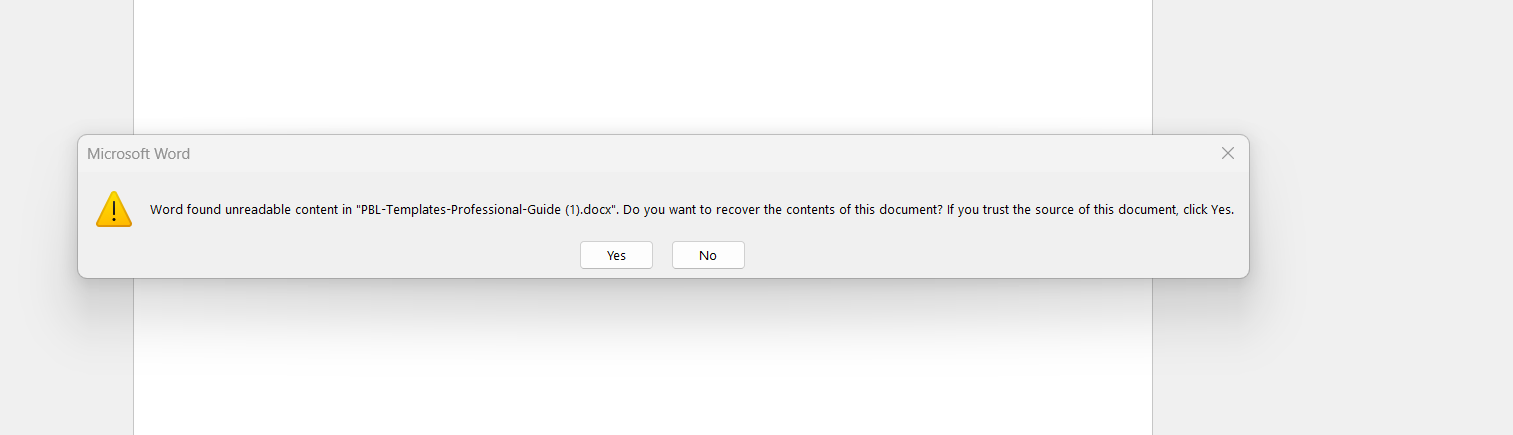 Microsoft Word
Word found unreadable content in "PBL-Templates-Professional-Guide (1).docx". Do you want to recover the contents of this document? If you trust the source of this document, click Yes.
Yes
No